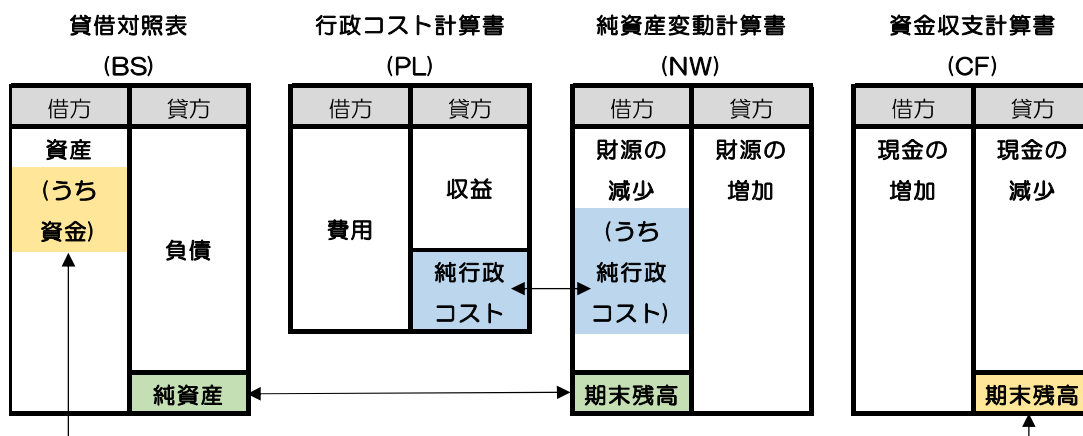 貸借対照表
(BS)
借方
貸方
資産
(うち
資金)
負債
純資産
行政コスト計算書
(PL)
借方
貸方
費用
収益
純行政
コスト
純資産変動計算書
(NW)
借方
貸方
財源の
減少
(うち
純行政
コスト)
期末残高
財源の
増加
資金収支計算書
(CF)
借方
貸方
現金の
増加
現金の
減少
期末残高